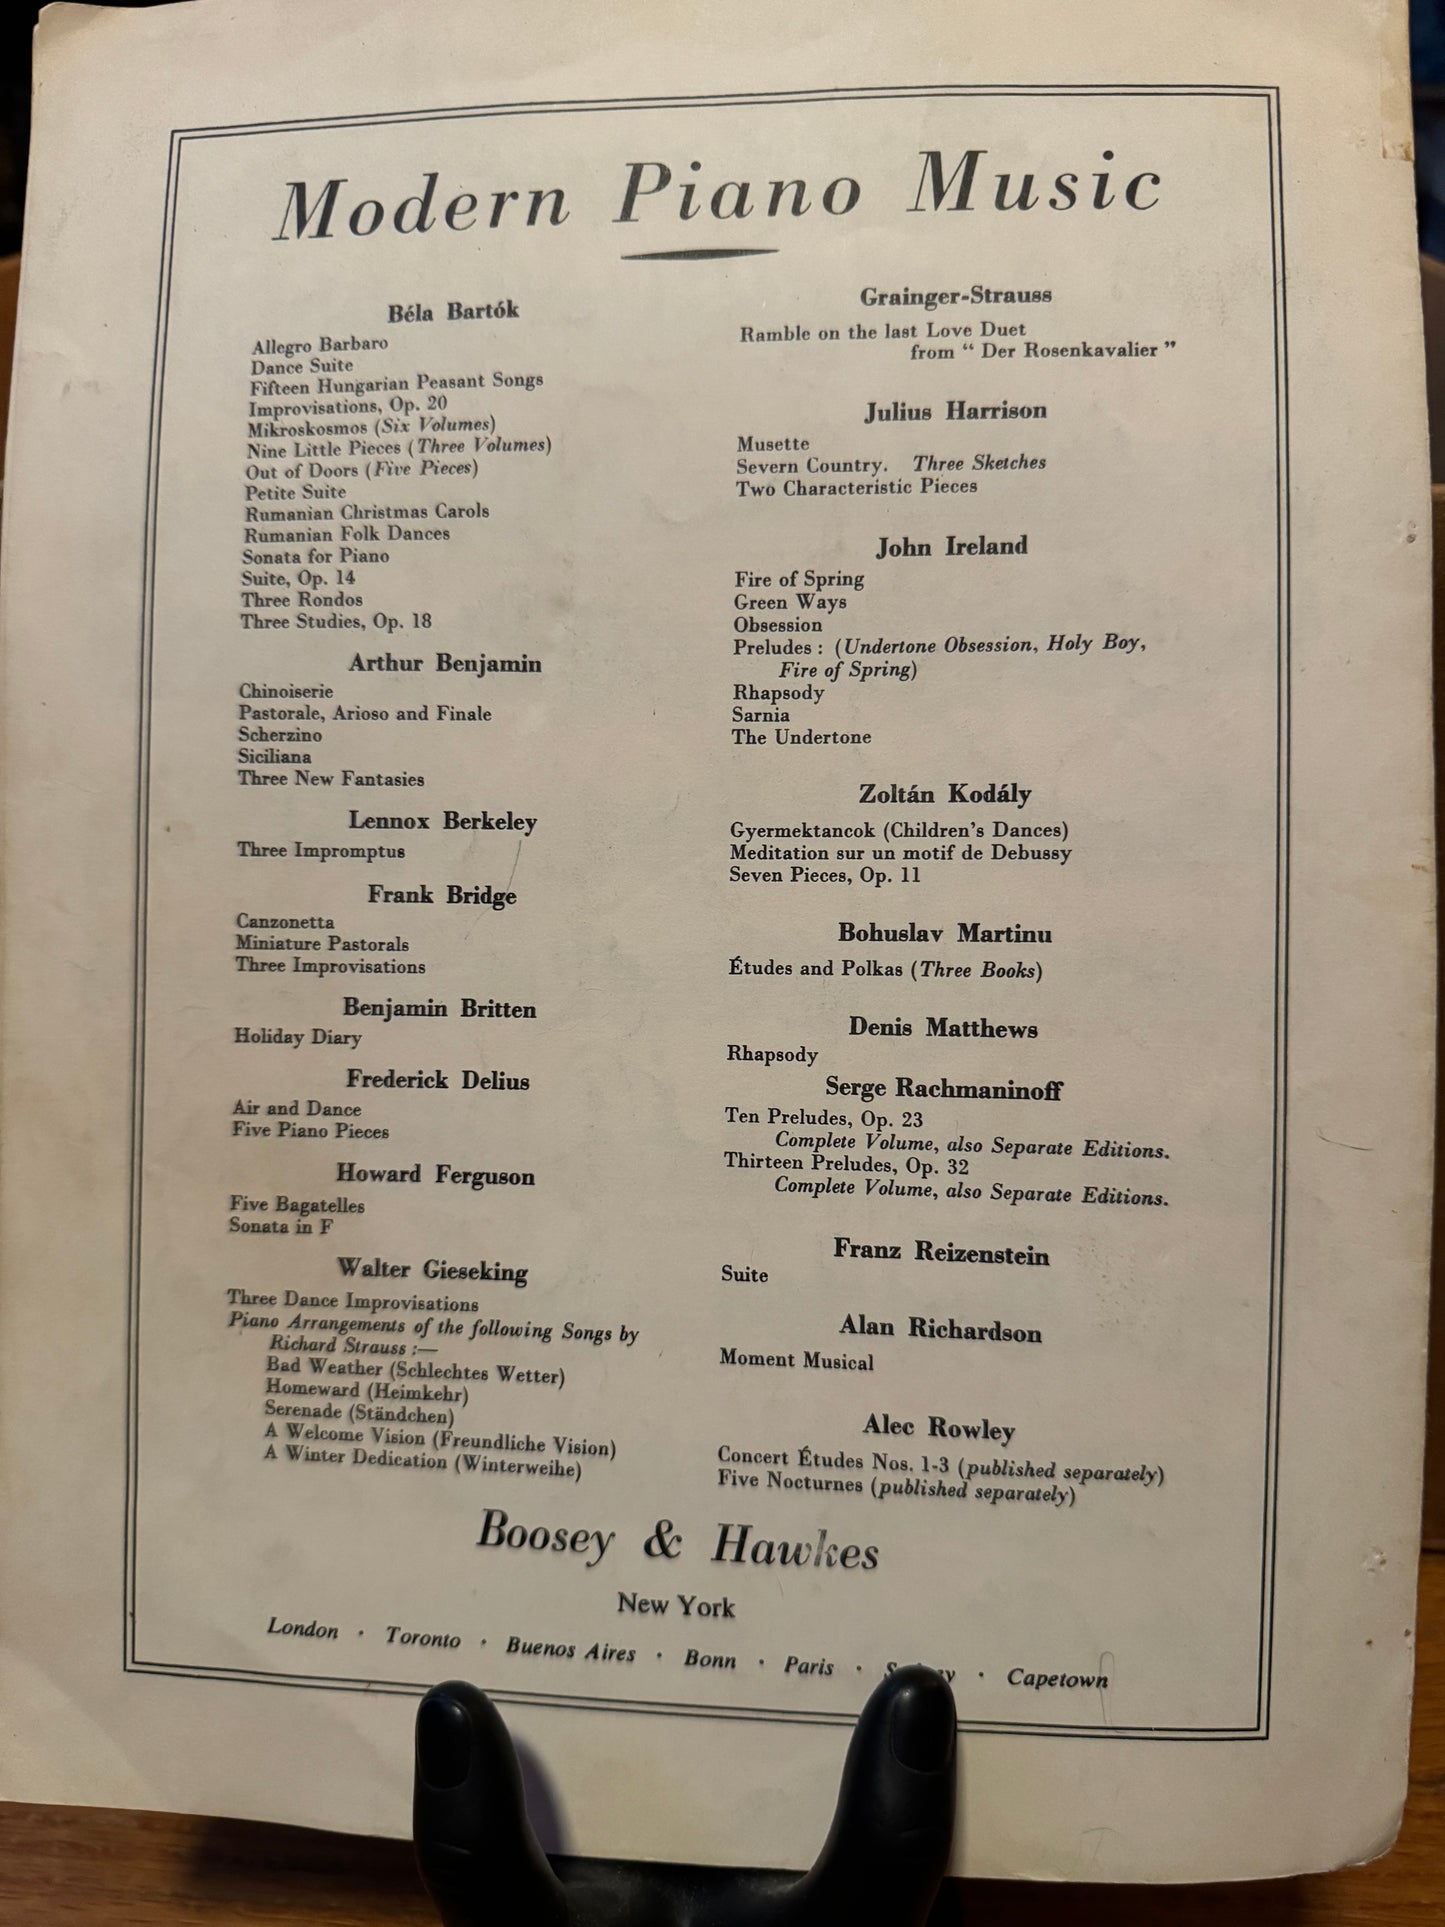 Modern Piano Music
Béla Bartók
Allegro Barbaro
Dance Suite
Fifteen Hungarian Peasant Songs
Improvisations, Op. 20
Mikroskosmos (Six Volumes)
Nine Little Pieces (Three Volumes)
Out of Doors (Five Pieces)
Petite Suite
Rumanian Christmas Carols
Rumanian Folk Dances
Sonata for Piano
Suite, Op. 14
Three Rondos
Three Studies, Op. 18
Arthur Benjamin
Chinoiserie
Pastorale, Arioso and Finale
Scherzino
Siciliana
Three New Fantasies
Lennox Berkeley
Three Impromptus
Frank Bridge
Canzonetta
Miniature Pastorals
Three Improvisations
Benjamin Britten
Holiday Diary
Frederick Delius
Air and Dance
Five Piano Pieces
Howard Ferguson
Five Bagatelles
Sonata in F
Walter Gieseking
Three Dance Improvisations
Piano Arrangements of the following Songs by
Richard Strauss :—
Bad Weather (Schlechtes Wetter)
Homeward (Heimkehr)
Serenade (Ständchen)
A Welcome Vision (Freundliche Vision)
A Winter Dedication (Winterweihe)
Grainger-Strauss
Ramble on the last Love Duet
from “ Der Rosenkavalier ”
Julius Harrison
Musette
Severn Country. Three Sketches
Two Characteristic Pieces
John Ireland
Fire of Spring
Green Ways
Obsession
Preludes : (Undertone Obsession, Holy Boy,
Fire of Spring)
Rhapsody
Sarnia
The Undertone
Zoltán Kodály
Gyermektancok (Children’s Dances)
Meditation sur un motif de Debussy
Seven Pieces, Op. 11
Bohuslav Martinu
Études and Polkas (Three Books)
Denis Matthews
Rhapsody
Serge Rachmaninoff
Ten Preludes, Op. 23
Complete Volume, also Separate Editions.
Thirteen Preludes, Op. 32
Complete Volume, also Separate Editions.
Franz Reizenstein
Suite
Alan Richardson
Moment Musical
Alec Rowley
Concert Études Nos. 1-3 (published separately)
Five Nocturnes (published separately)
Boosey & Hawkes
New York
London · Toronto · Buenos Aires · Bonn · Paris · · Capetown